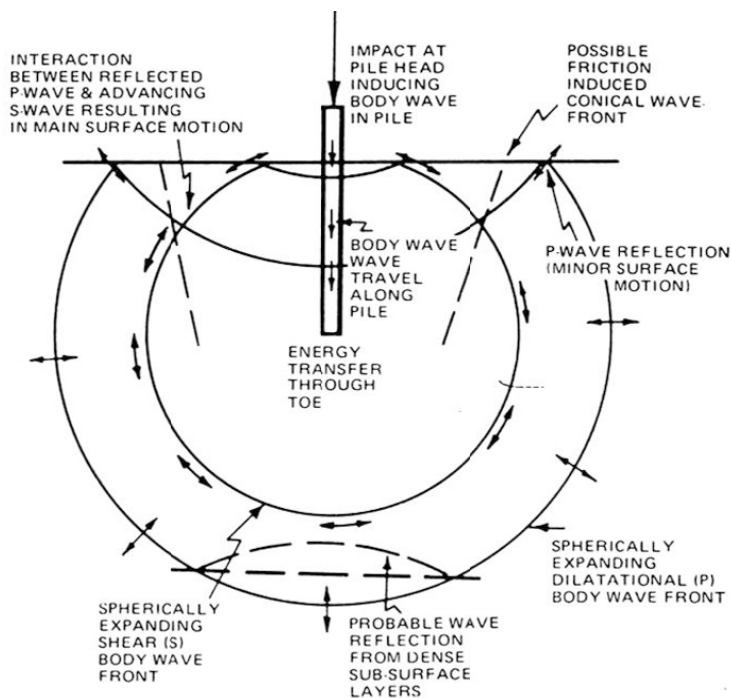 INTERACTION
BETWEEN REFLECTED
P-WAVE & ADVANCING
S-WAVE RESULTING
IN MAIN SURFACE MOTION
IMPACT AT
PILE HEAD
INDUCING
BODY WAVE
IN PILE
POSSIBLE
FRICTION
INDUCED
CONICAL WAVE-
FRONT
BODY WAVE
WAVE
TRAVEL
ALONG
PILE
P-WAVE REFLECTION
(MINOR SURFACE
MOTION)
ENERGY
TRANSFER
THROUGH
TOE
SPHERICALLY
EXPANDING
DILATATIONAL (P)
BODY WAVE FRONT
SPHERICALLY
EXPANDING
SHEAR (S)
BODY WAVE
FRONT
PROBABLE WAVE
REFLECTION
FROM DENSE
SUB-SURFACE
LAYERS